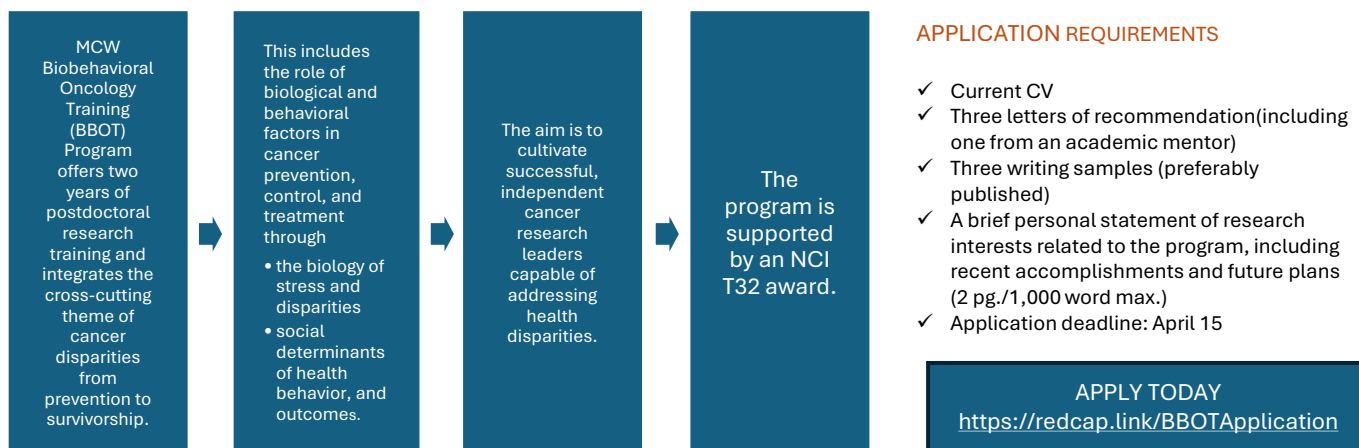 MCW
Biobehavioral
Oncology
Training
(BBOT)
Program
offers two
years of
postdoctoral
research
training and
integrates the
cross-cutting
theme of
cancer
disparities
from
prevention to
survivorship.
This includes
the role of
biological and
behavioral
factors in
cancer
prevention,
control, and
treatment
through
• the biology of
stress and
disparities
• social
determinants
of health
behavior, and
outcomes.
The aim is to
cultivate
successful,
independent
cancer
research
leaders
capable of
addressing
health
disparities.
The
program is
supported
by an NCI
T32 award.
APPLICATION REQUIREMENTS
✓ Current CV
✓ Three letters of recommendation(including
one from an academic mentor)
✓ Three writing samples (preferably
published)
✓ A brief personal statement of research
interests related to the program, including
recent accomplishments and future plans
(2 pg./1,000 word max.)
✓ Application deadline: April 15
APPLY TODAY
https://redcap.link/BBOTApplication